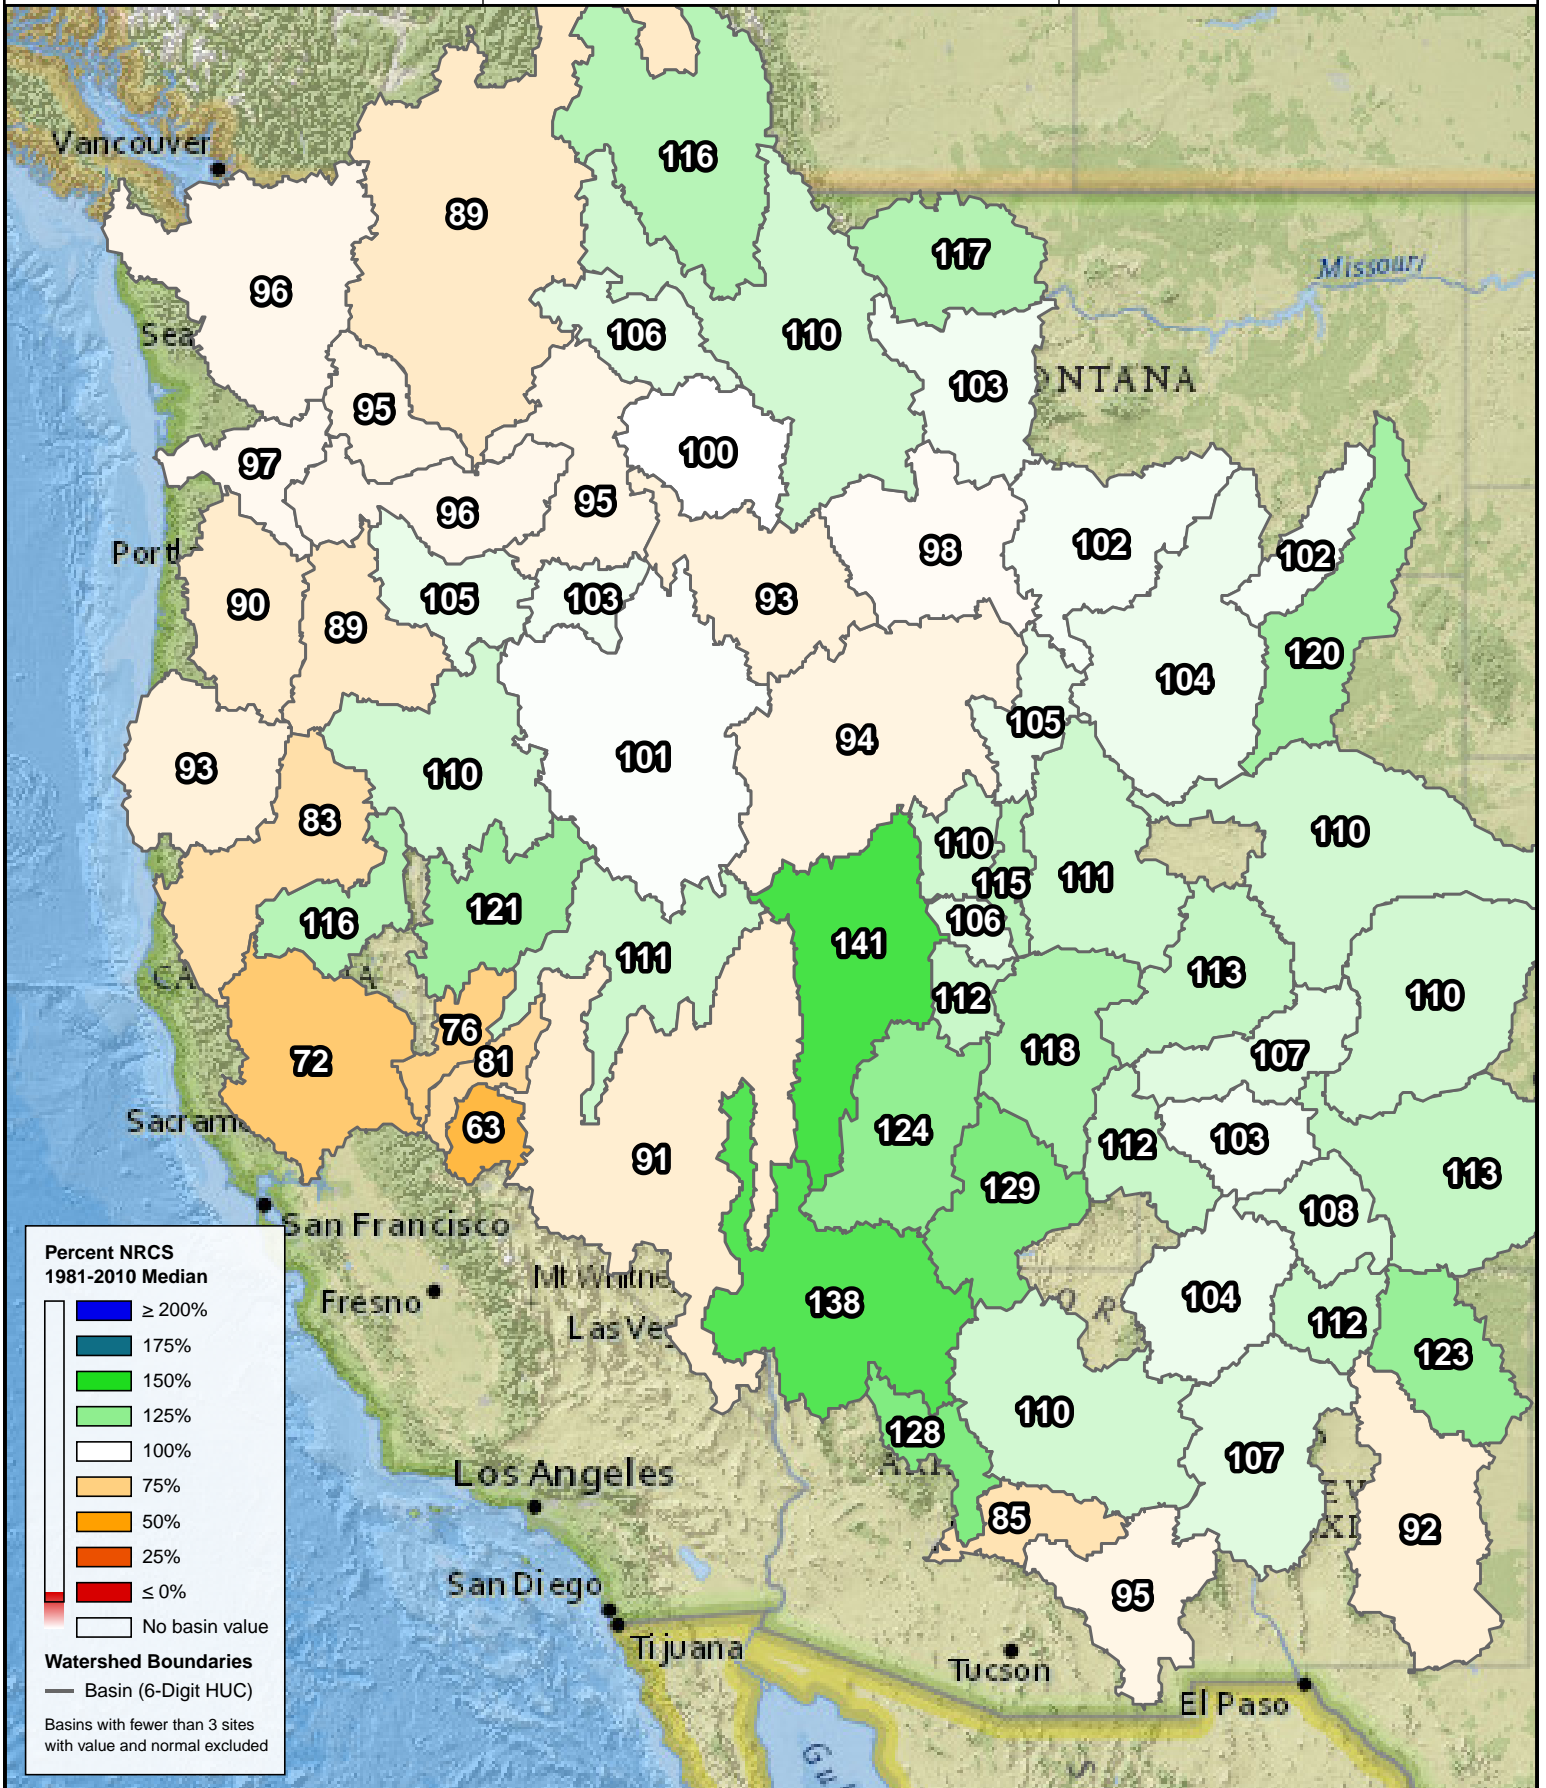 Vancouver
116
89
117
Missouri
96
106
110
Sea
103
NTANA
95
100
97
95
96
98
102
102
Portl
105
103
93
90
89
120
104
105
94
101
93
110
83
110
110
115
111
121
116
106
141
111
113
CA
A
112
110
76
118
107
72
81
Sacram
63
124
112
103
91
113
129
108
San Francisco
Mt Whitne
Fresno
138
104
Las Ve
112
O R
123
110
128
107
Los Angeles
85
92
San Diego
95
Tijuana
Tucson
El Paso
Gul
Percent NRCS
1981-2010 Median
≥ 200%
175%
150%
125%
100%
75%
50%
25%
≤ 0%
No basin value
Watershed Boundaries
Basin (6-Digit HUC)
Basins with fewer than 3 sites
with value and normal excluded